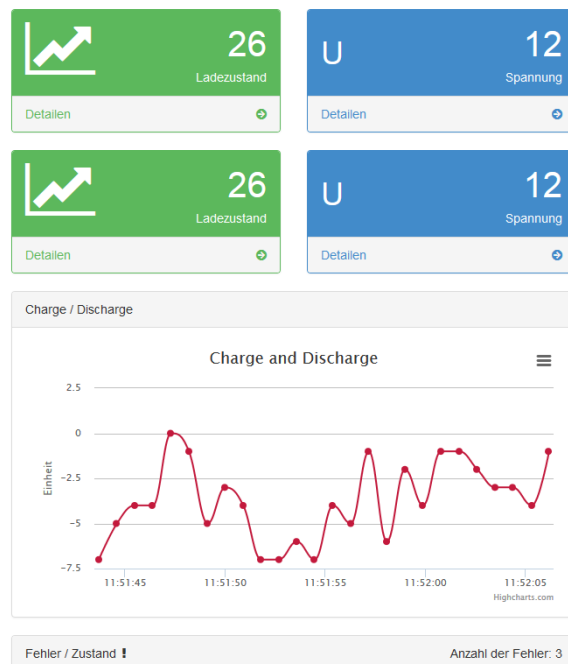 26
Ladezustand
Detailen
U
12
Spannung
Detailen
26
Ladezustand
Detailen
U
12
Spannung
Detailen
Charge / Discharge
Charge and Discharge
Einheit
2.5
0
−2.5
−5
−7.5
11:51:45 11:51:50 11:51:55 11:52:00 11:52:05
Highcharts.com
Fehler / Zustand ! Anzahl der Fehler: 3